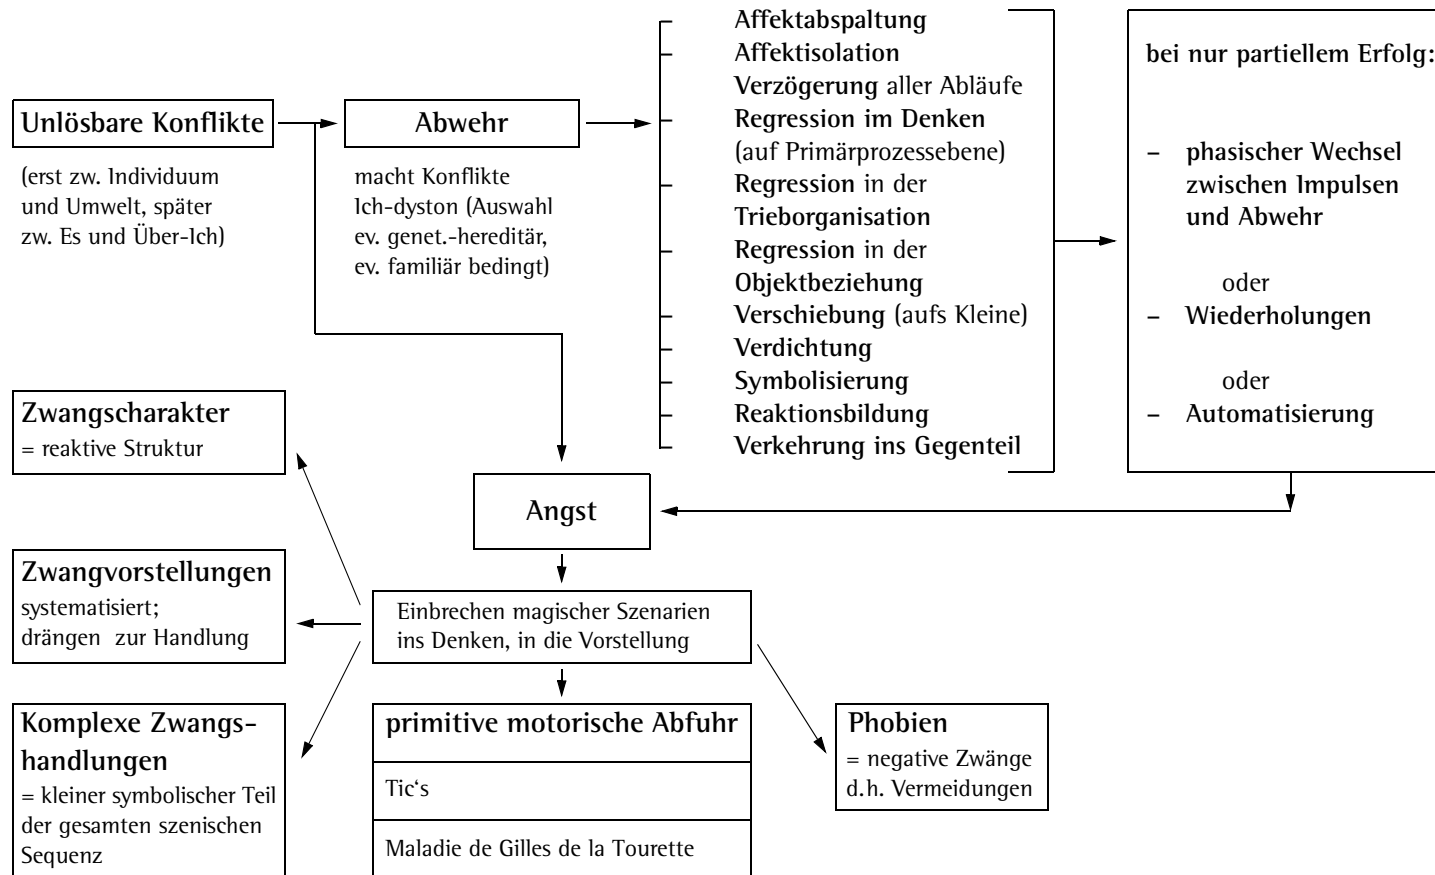 Unlösbare Konflikte
(erst zw. Individuum
und Umwelt, später
zw. Es und Über-Ich)
Abwehr
macht Konflikte
Ich-dyston (Auswahl
ev. genet.-hereditär,
ev. familiär bedingt)
– Affektabspaltung
– Affektisolation
Verzögerung aller Abläufe
– Regression im Denken
(auf Primärprozessebene)
– Regression in der
Trieborganisation
– Regression in der
Objektbeziehung
– Verschiebung (aufs Kleine)
– Verdichtung
– Symbolisierung
– Reaktionsbildung
– Verkehrung ins Gegenteil
bei nur partiellem Erfolg:
– phasischer Wechsel
zwischen Impulsen
und Abwehr
oder
– Wiederholungen
oder
– Automatisierung
Angst
Einbrechen magischer Szenarien
ins Denken, in die Vorstellung
Zwangscharakter
= reaktive Struktur
Zwangvorstellungen
systematisiert;
drängen zur Handlung
Komplexe Zwangs-
handlungen
= kleiner symbolischer Teil
der gesamten szenischen
Sequenz
primitive motorische Abfuhr
Tic‘s
Maladie de Gilles de la Tourette
Phobien
= negative Zwänge
d.h. Vermeidungen